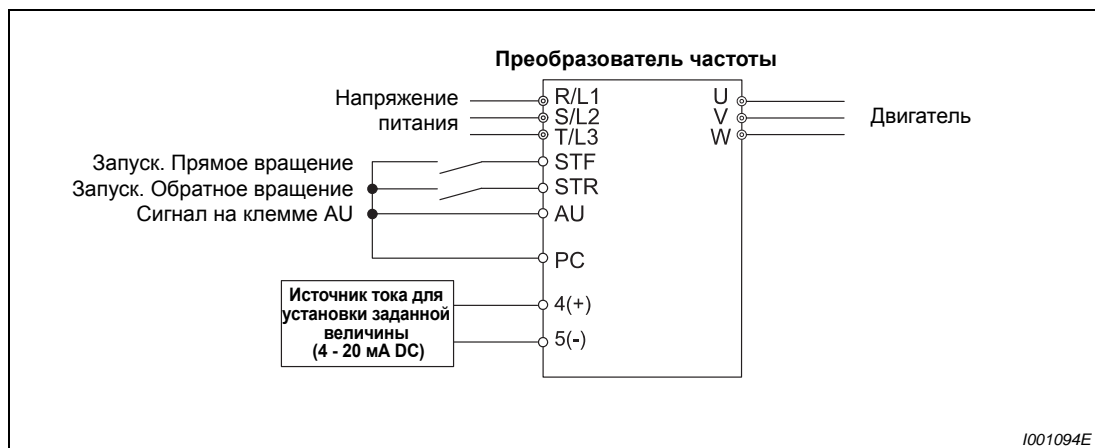 Преобразователь частоты
Напряжение
питания
R/L1
S/L2
T/L3
U
V
W
Двигатель
Запуск. Прямое вращение
STF
Запуск. Обратное вращение
STR
Сигнал на клемме AU
AU
PC
Источник тока для
установки заданной
величины
(4 - 20 мА DC)
4(+)
5(-)
I001094E